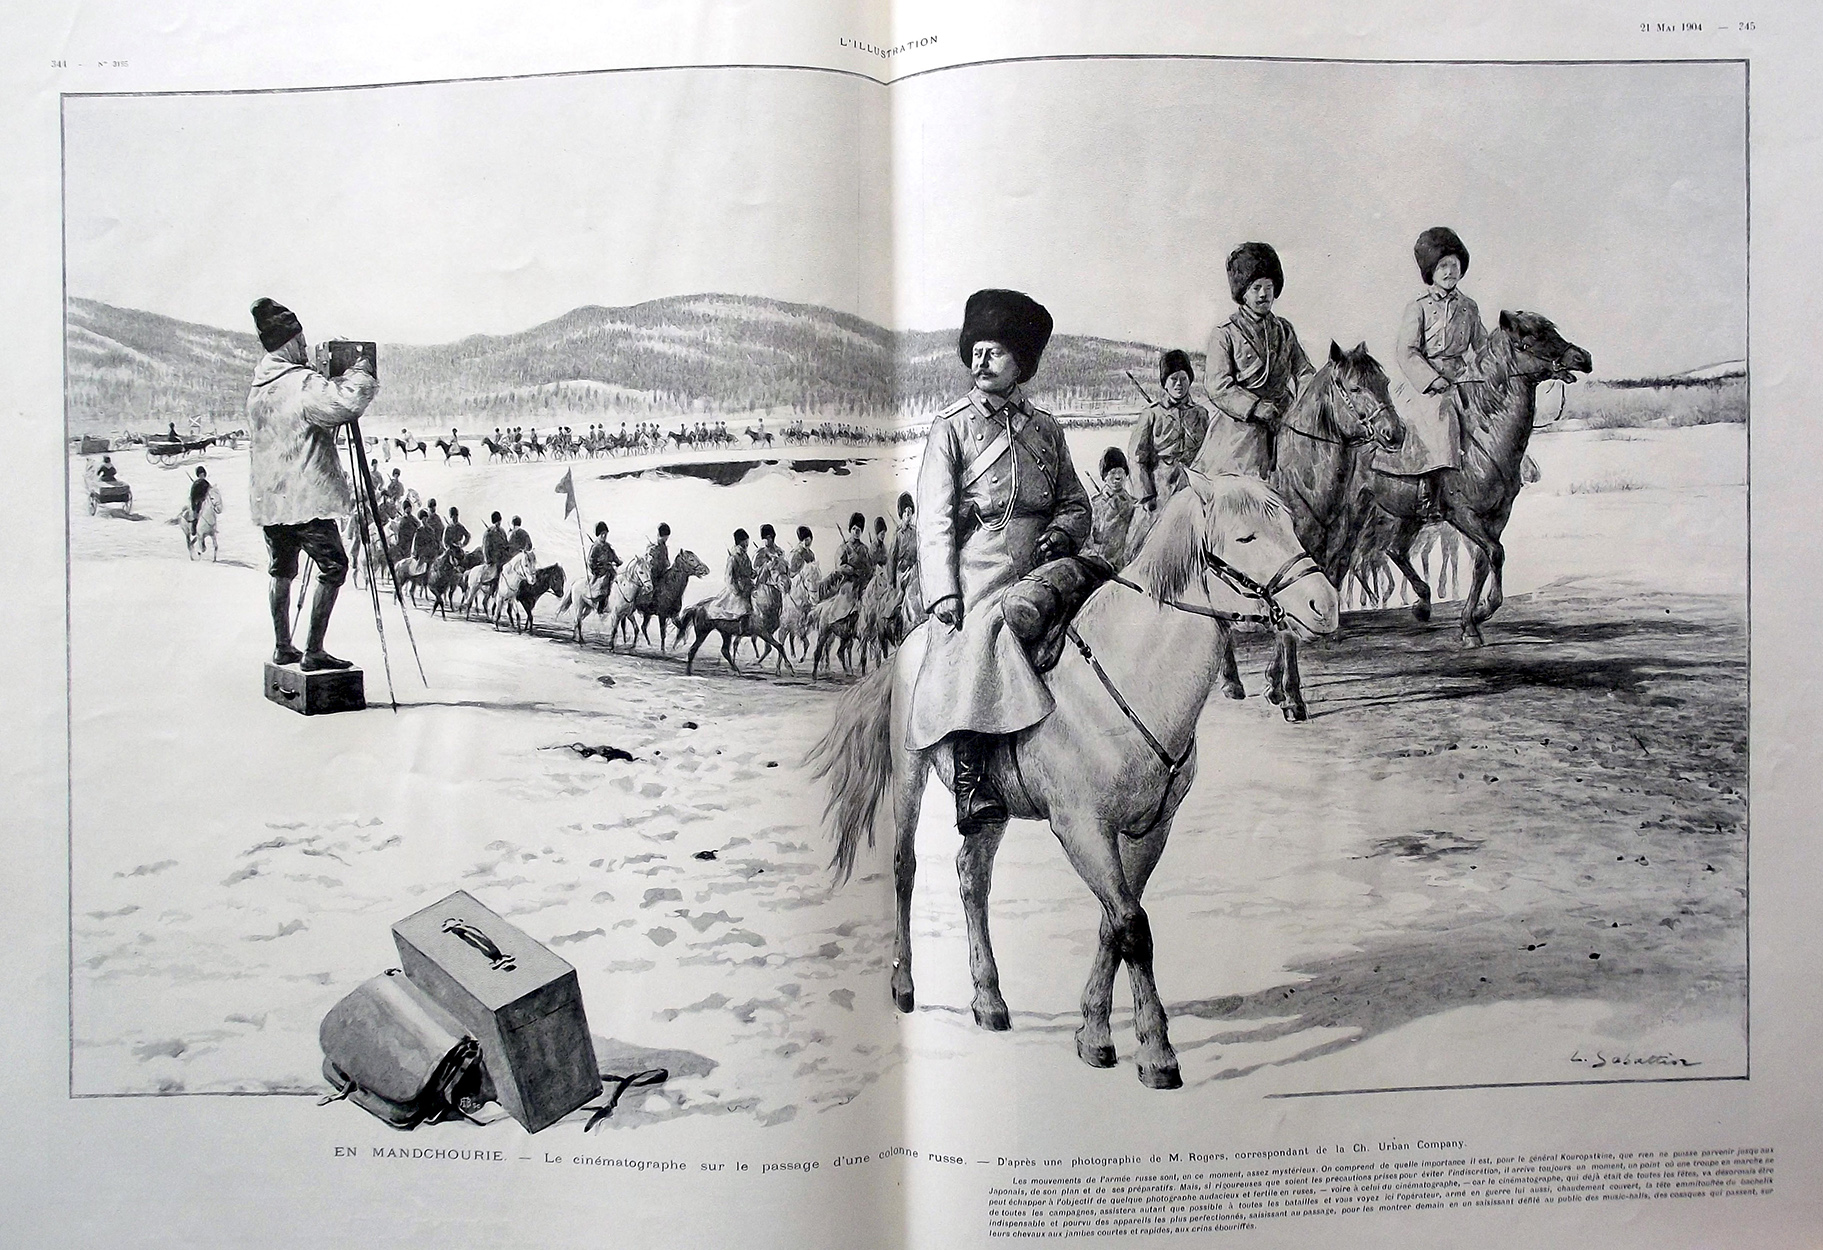 344 — N° 3195
L'ILLUSTRATION
21 Mai 1904 — 345
L. Sabattier
EN MANDCHOURIE. — Le cinématographe sur le passage d'une colonne russe. — D'après une photographie de M. Rogers, correspondant de la Ch. Urban Company.
Les mouvements de l'armée russe sont, en ce moment, assez mystérieux. On comprend de quelle importance il est, pour le général Kouropatkine, que rien ne puisse parvenir jusqu'aux
Japonais, de son plan et de ses préparatifs. Mais, si rigoureuses que soient les précautions prises pour éviter l'indiscrétion, il arrive toujours un moment, un point où une troupe en marche ne
peut échapper à l'objectif de quelque photographe audacieux et fertile en ruses, — voire à celui du cinématographe, — car le cinématographe, qui déjà était de toutes les fêtes, va désormais être
de toutes les campagnes, assistera autant que possible à toutes les batailles et vous voyez ici l'opérateur, armé en guerre lui aussi, chaudement couvert, la tête emmitouflée du bachelik
indispensable et pourvu des appareils les plus perfectionnés, saisissant au passage, pour les montrer demain en un saisissant défilé au public des music-halls, des cosaques qui passent, sur
leurs chevaux aux jambes courtes et rapides, aux crins ébouriffés.